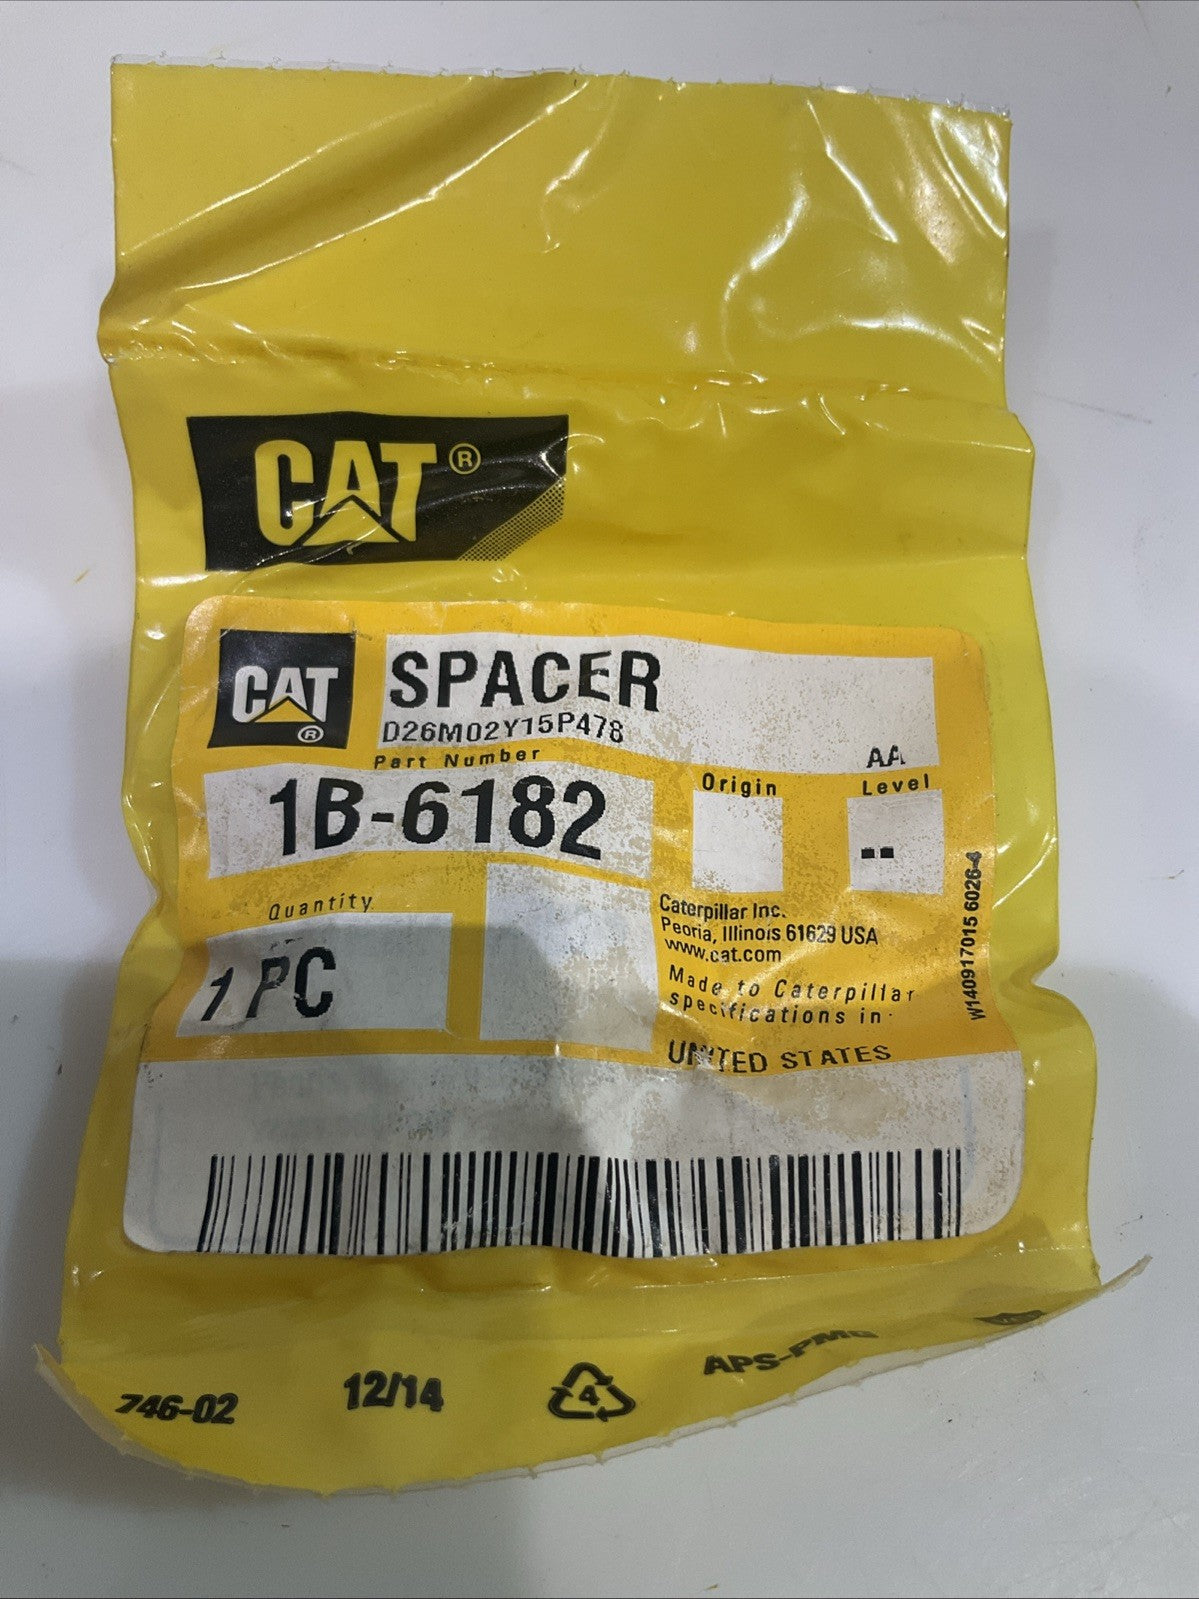 CAT®
CAT®
SPACER
D26M02Y15P478
Part Number
AA
1B-6182
Origin
Level
--
Quantity
1 PC
Caterpillar Inc.
Peoria, Illinois 61629 USA
www.cat.com
Made to Caterpillar
specifications in:
UNITED STATES
W140917015 6026-4
746-02
12/14
4
APS-PMC